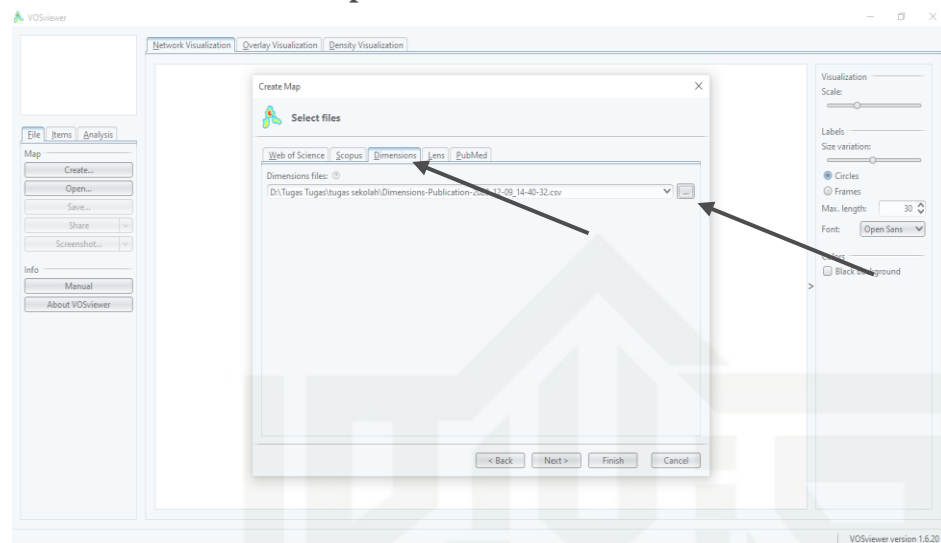 VOSviewer
Network Visualization Overlay Visualization Density Visualization
File Items Analysis
Map
Create...
Open...
Save...
Share
Screenshot...
Info
Manual
About VOSviewer
Create Map
Select files
Web of Science Scopus Dimensions Lens PubMed
Dimensions files:
D:\Tugas Tugas\tugas sekolah\Dimensions-Publication-12-09_14-40-32.csv
...
< Back Next > Finish Cancel
Visualization
Scale:
Labels
Size variation:
Circles
Frames
Max. length: 30
Font: Open Sans
Colors
Black Background
>
VOSviewer version 1.6.20